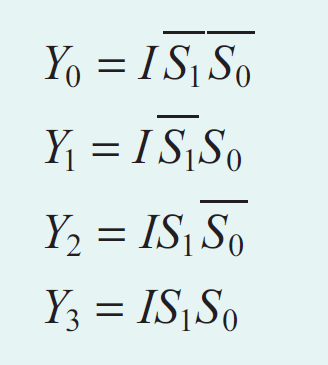 Y₀ = I S̅₁ S̅₀
Y₁ = I S̅₁ S₀
Y₂ = I S₁ S̅₀
Y₃ = I S₁ S₀